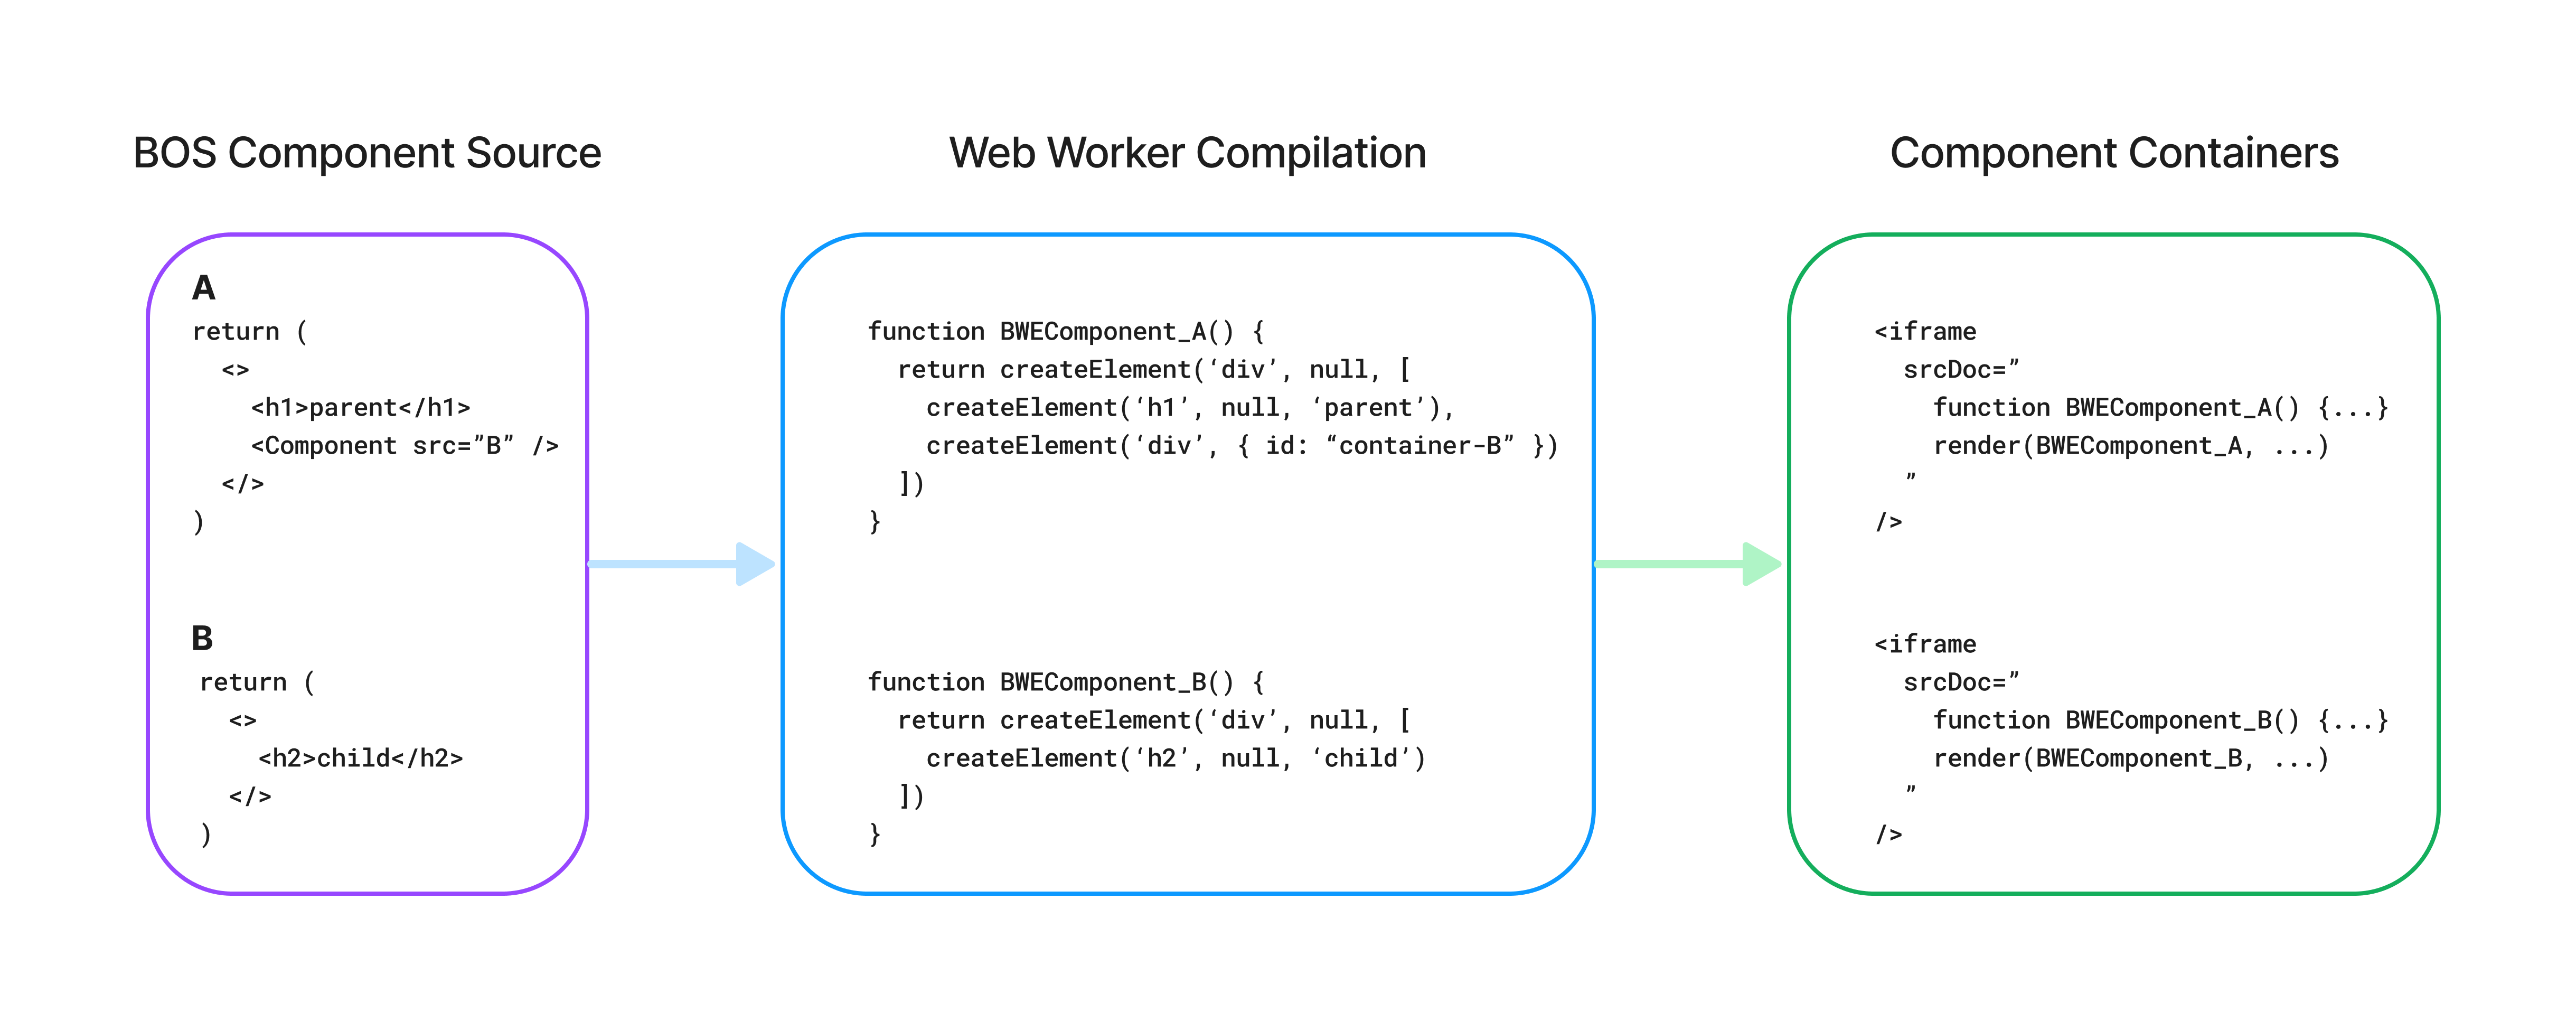 BOS Component Source
A
return (
  <>
    <h1>parent</h1>
    <Component src=”B” />
  </>
)
B
return (
  <>
    <h2>child</h2>
  </>
)
Web Worker Compilation
function BWEComponent_A() {
  return createElement(‘div’, null, [
    createElement(‘h1’, null, ‘parent’),
    createElement(‘div’, { id: “container-B” })
  ])
}
function BWEComponent_B() {
  return createElement(‘div’, null, [
    createElement(‘h2’, null, ‘child’)
  ])
}
Component Containers
<iframe
  srcDoc=”
    function BWEComponent_A() {...}
    render(BWEComponent_A, ...)
  ”
/>
<iframe
  srcDoc=”
    function BWEComponent_B() {...}
    render(BWEComponent_B, ...)
  ”
/>